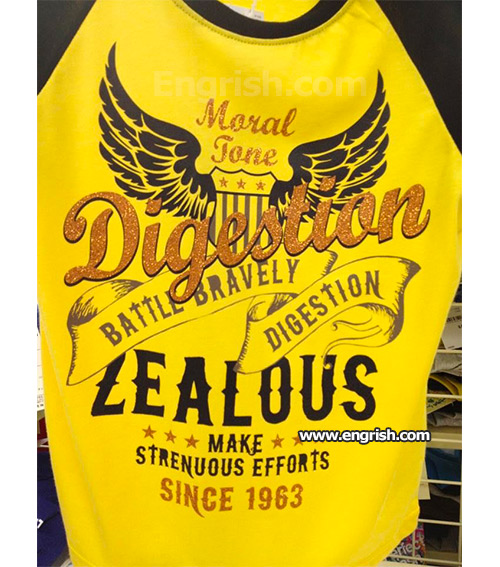 Engrish.com
Moral
Tone
Digestion
BATTLE BRAVELY
DIGESTION
ZEALOUS
www.engrish.com
MAKE
STRENUOUS EFFORTS
SINCE 1963